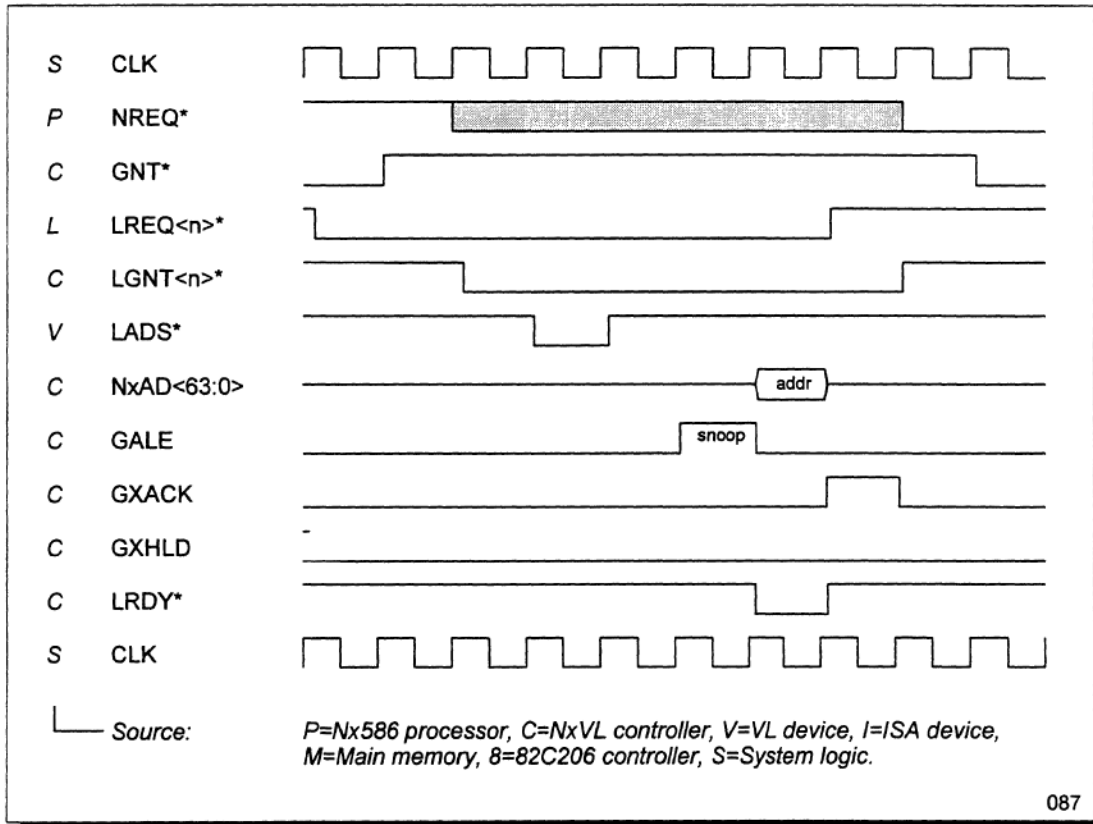 S CLK
P NREQ*
C GNT*
L LREQ<n>*
C LGNT<n>*
V LADS*
C NxAD<63:0>
addr
C GALE
snoop
C GXACK
C GXHLD
C LRDY*
S CLK
Source: P=Nx586 processor, C=NxVL controller, V=VL device, I=ISA device,
M=Main memory, 8=82C206 controller, S=System logic.
087